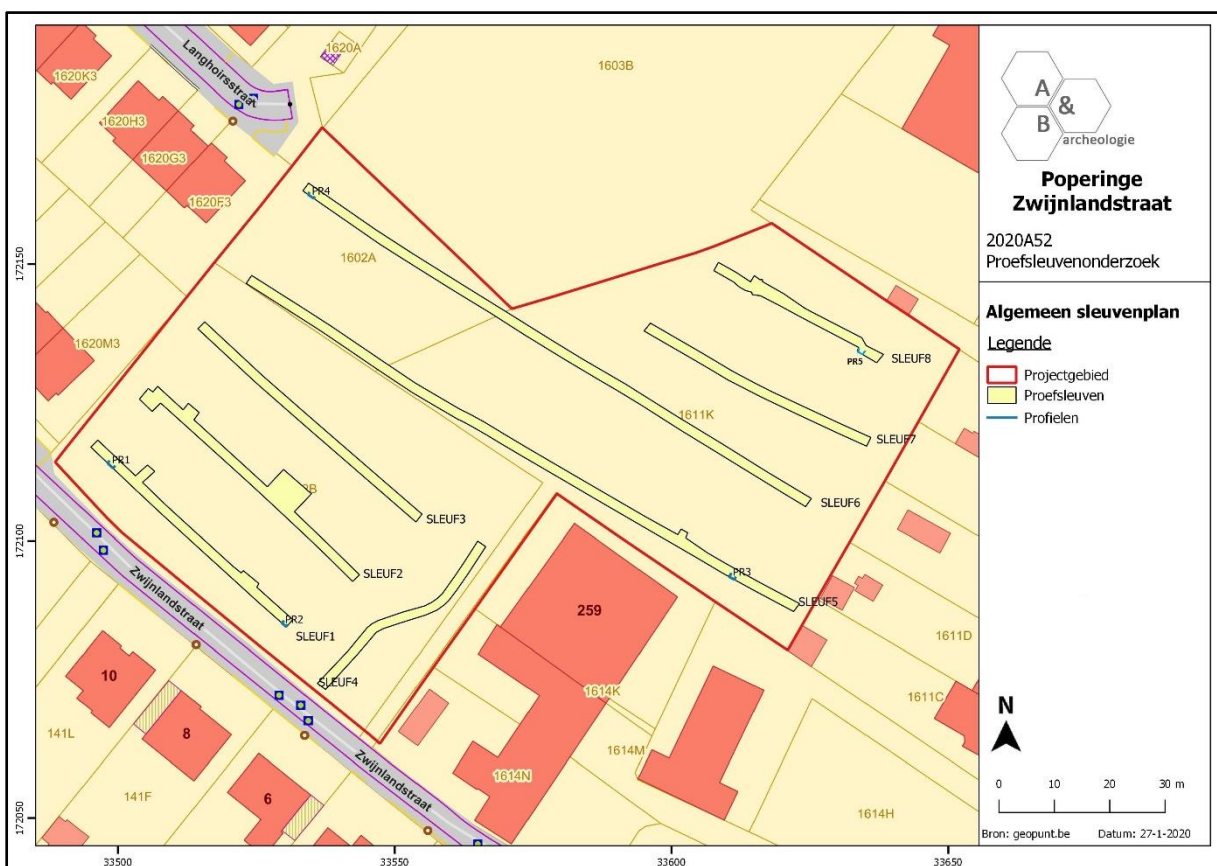 Langhoirsstraat
1620A
1603B
1620K3
1620H3
1620G3
1620F3
PR4
1602A
172150
1620M3
SLEUF8
PR5
1611K
SLEUF7
PR1
2B
SLEUF6
SLEUF3
172100
SLEUF2
PR3
SLEUF5
259
PR2
SLEUF1
Zwijnlandstraat
SLEUF4
1611D
10
1614K
1611C
8
141L
1614M
1614N
141F
6
Zwijnlandstraat
1614H
172050
33500
33550
33600
33650
A
&
B
archeologie
Poperinge
Zwijnlandstraat
2020A52
Proefsleuvenonderzoek
Algemeen sleuvenplan
Legende
Projectgebied
Proefsleuven
Profielen
N
0 10 20 30 m
Bron: geopunt.be Datum: 27-1-2020